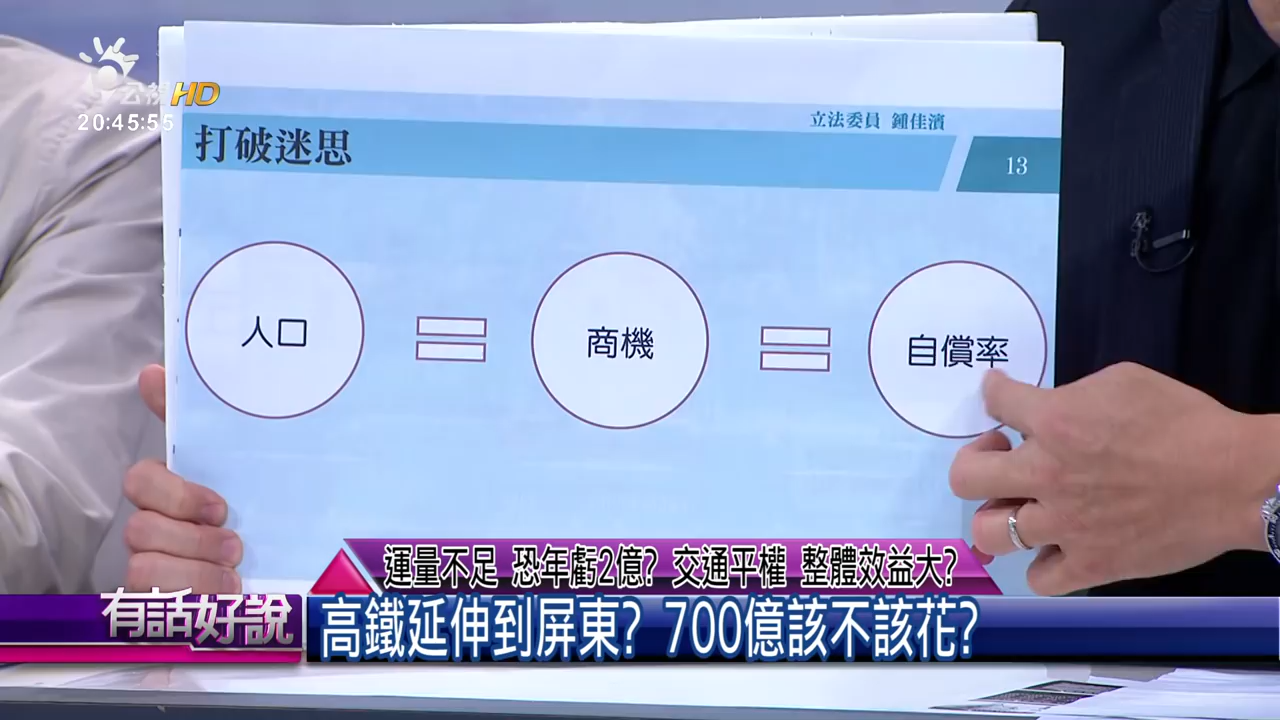 公視HD
20:45:55
立法委員 鍾佳濱
打破迷思
13
人口 = 商機 = 自償率
運量不足 恐年虧2億? 交通平權 整體效益大?
有話好說
高鐵延伸到屏東? 700億該不該花?